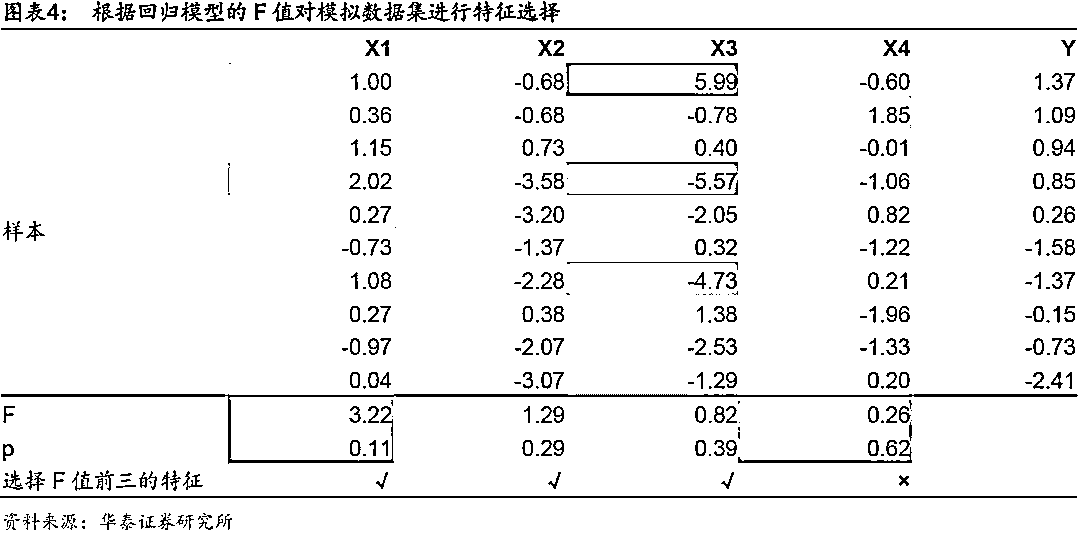 图表4： 根据回归模型的 F 值对模拟数据集进行特征选择
X1 X2 X3 X4 Y
1.00 -0.68 5.99 -0.60 1.37
0.36 -0.68 -0.78 1.85 1.09
1.15 0.73 0.40 -0.01 0.94
2.02 -3.58 -5.57 -1.06 0.85
0.27 -3.20 -2.05 0.82 0.26
样本
-0.73 -1.37 0.32 -1.22 -1.58
1.08 -2.28 -4.73 0.21 -1.37
0.27 0.38 1.38 -1.96 -0.15
-0.97 -2.07 -2.53 -1.33 -0.73
0.04 -3.07 -1.29 0.20 -2.41
F 3.22 1.29 0.82 0.26
p 0.11 0.29 0.39 0.62
选择 F 值前三的特征 √ √ √ ×
资料来源：华泰证券研究所